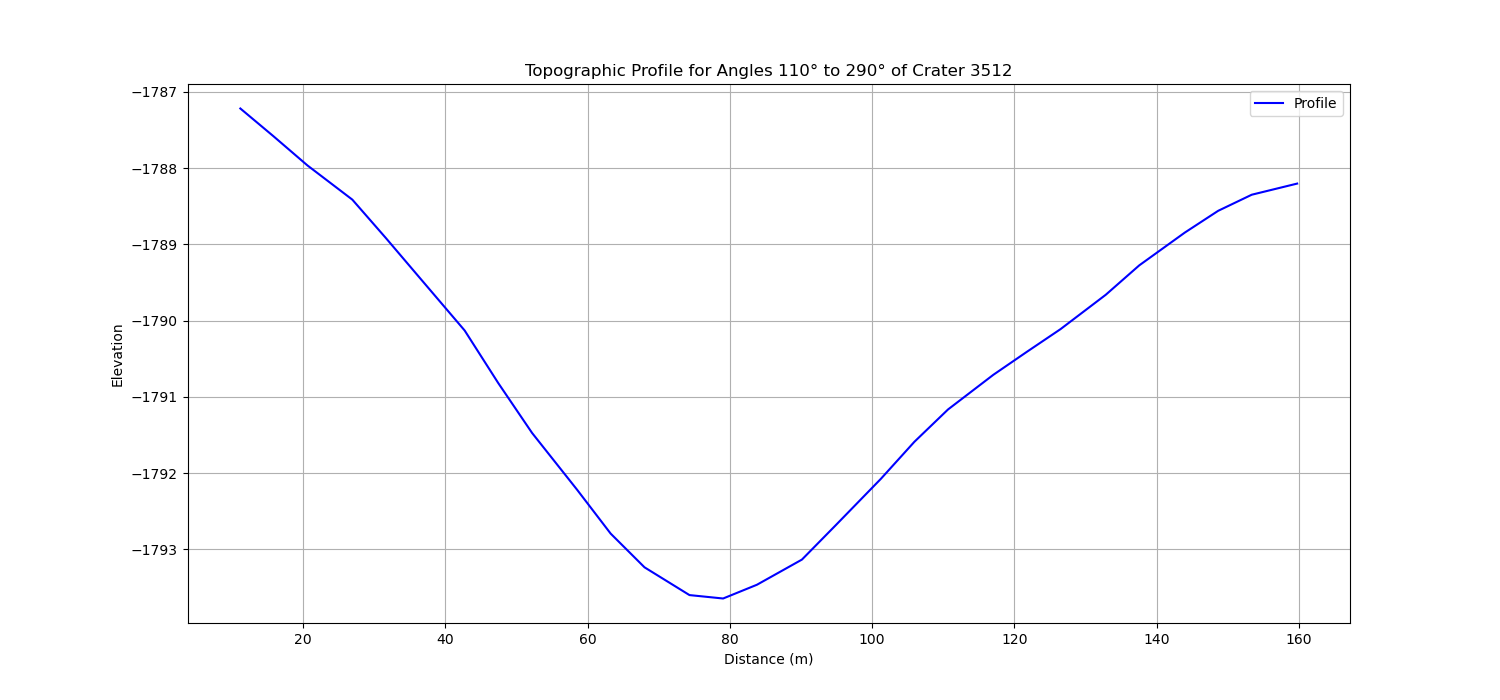 Topographic Profile for Angles 110° to 290° of Crater 3512
Profile
−1787
−1788
−1789
−1790
−1791
−1792
−1793
Elevation
20 40 60 80 100 120 140 160
Distance (m)